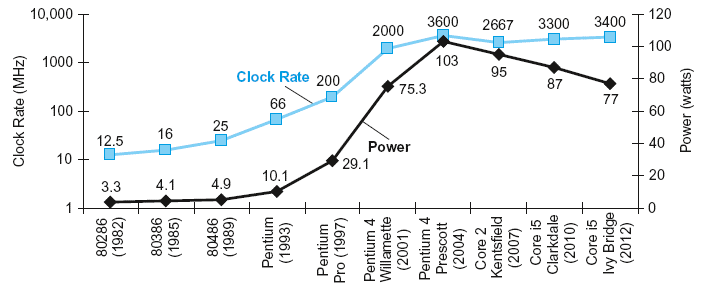 10,000
1000
100
10
1
Clock Rate (MHz)
120
100
80
60
40
20
0
Power (watts)
Clock Rate
Power
12.5
16
25
66
200
2000
3600
2667
3300
3400
3.3
4.1
4.9
10.1
29.1
75.3
103
95
87
77
80286
(1982)
80386
(1985)
80486
(1989)
Pentium
(1993)
Pentium
Pro (1997)
Pentium 4
Willamette
(2001)
Pentium 4
Prescott
(2004)
Core 2
Kentsfield
(2007)
Core i5
Clarkdale
(2010)
Core i5
Ivy Bridge
(2012)